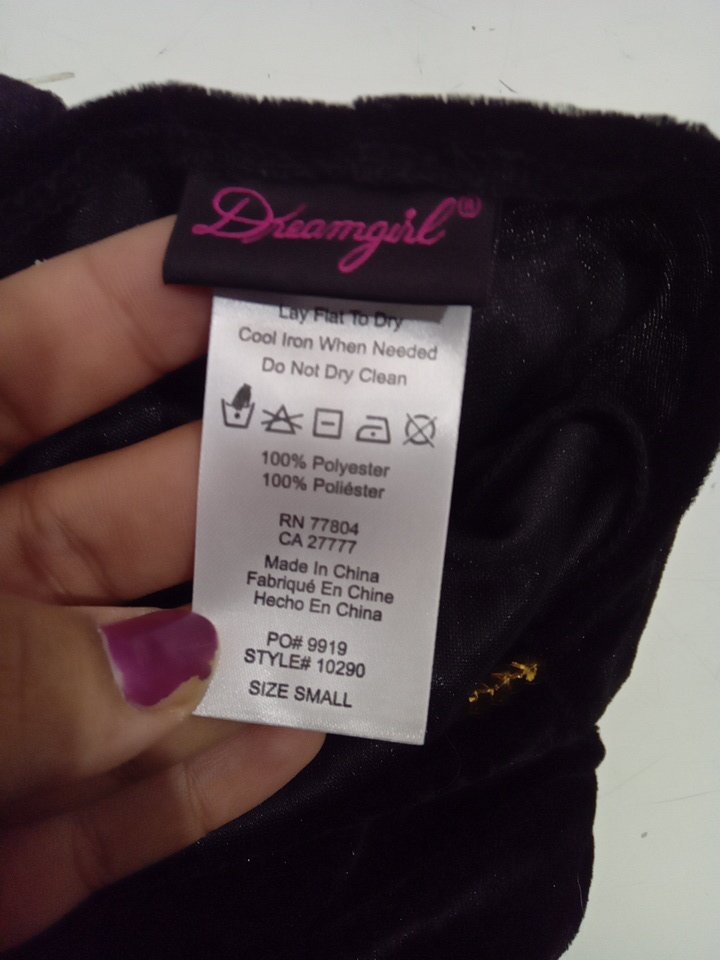 Dreamgirl®
Lay Flat To Dry
Cool Iron When Needed
Do Not Dry Clean
100% Polyester
100% Poliéster
RN 77804
CA 27777
Made In China
Fabriqué En Chine
Hecho En China
PO# 9919
STYLE# 10290
SIZE SMALL